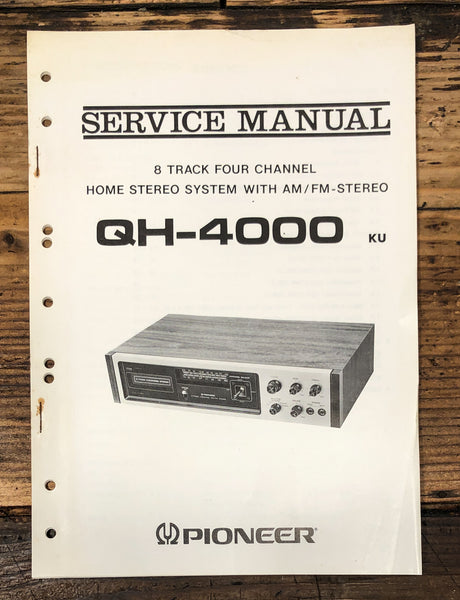 SERVICE MANUAL
8 TRACK FOUR CHANNEL
HOME STEREO SYSTEM WITH AM/FM-STEREO
QH-4000 KU
PIONEER